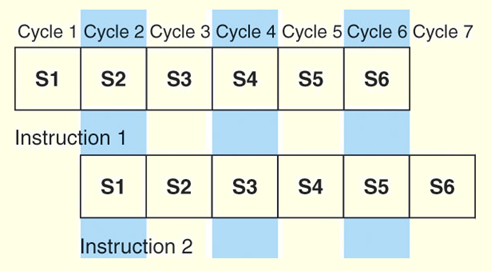 Cycle 1 Cycle 2 Cycle 3 Cycle 4 Cycle 5 Cycle 6 Cycle 7
S1 S2 S3 S4 S5 S6
Instruction 1
S1 S2 S3 S4 S5 S6
Instruction 2